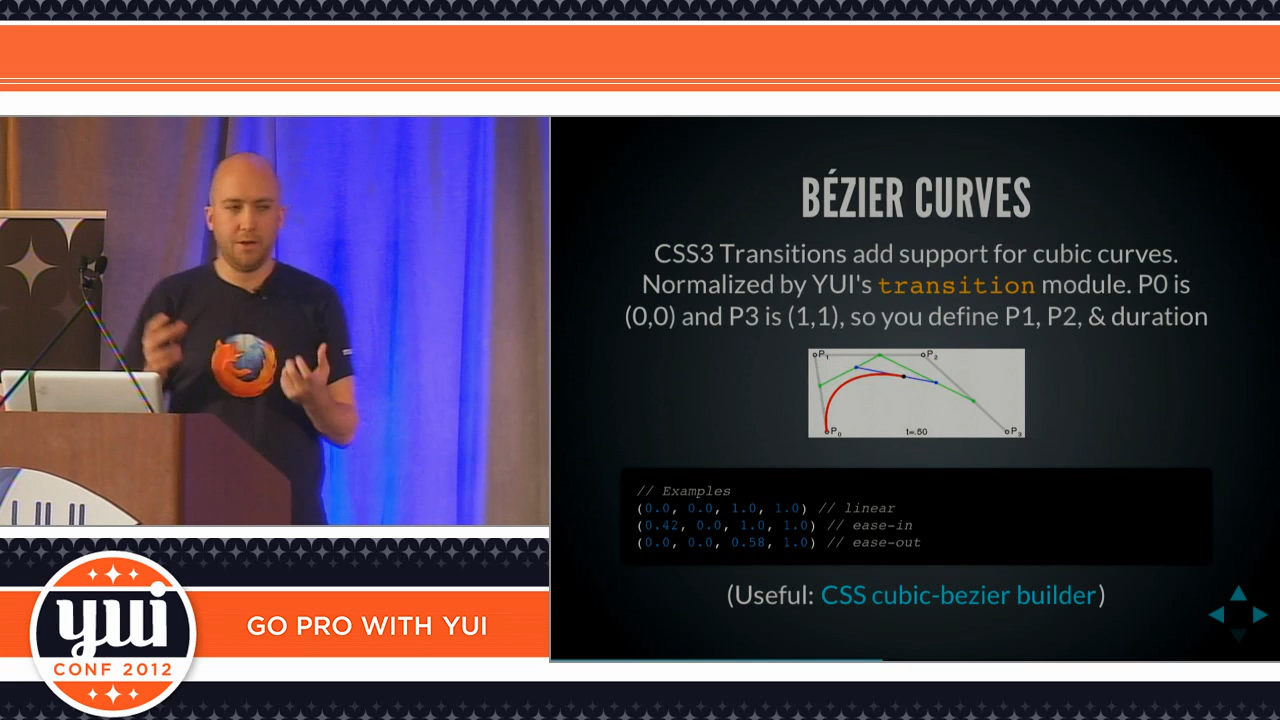 BÉZIER CURVES
CSS3 Transitions add support for cubic curves.
Normalized by YUI's transition module. P0 is
(0,0) and P3 is (1,1), so you define P1, P2, & duration
P1
P2
P0
t=.50
P3
// Examples
(0.0, 0.0, 1.0, 1.0) // linear
(0.42, 0.0, 1.0, 1.0) // ease-in
(0.0, 0.0, 0.58, 1.0) // ease-out
(Useful: CSS cubic-bezier builder)
yui
CONF 2012
GO PRO WITH YUI